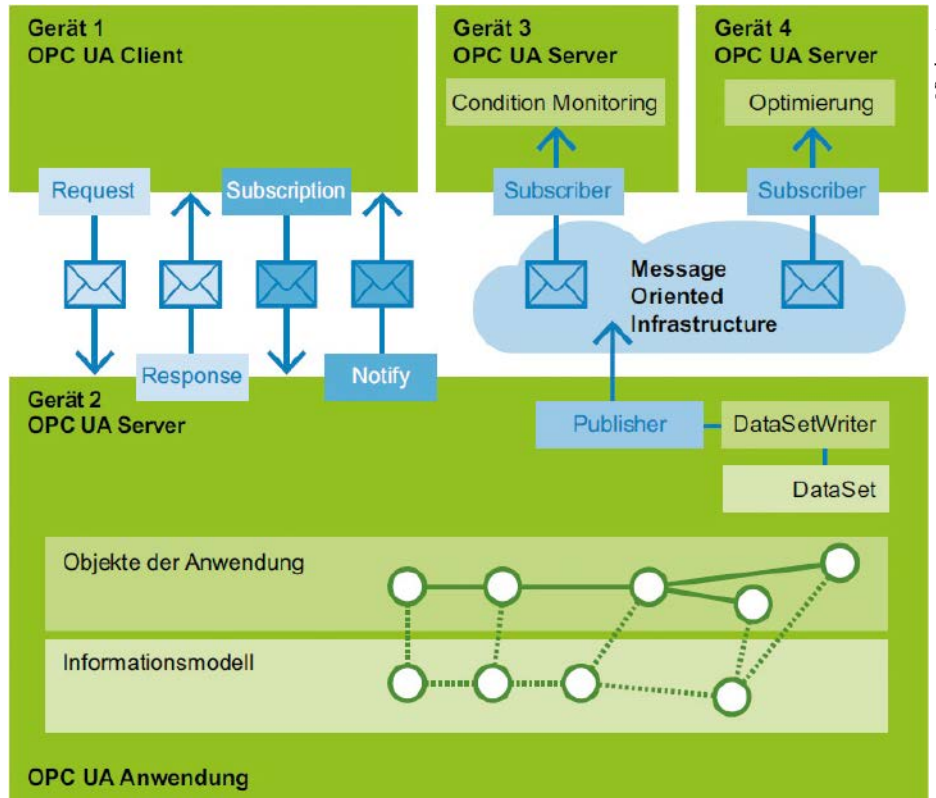 Gerät 1
OPC UA Client
Gerät 3
OPC UA Server
Condition Monitoring
Gerät 4
OPC UA Server
Optimierung
Request
Subscription
Subscriber
Subscriber
Message
Oriented
Infrastructure
Response
Notify
Gerät 2
OPC UA Server
Publisher
DataSetWriter
DataSet
Objekte der Anwendung
Informationsmodell
OPC UA Anwendung